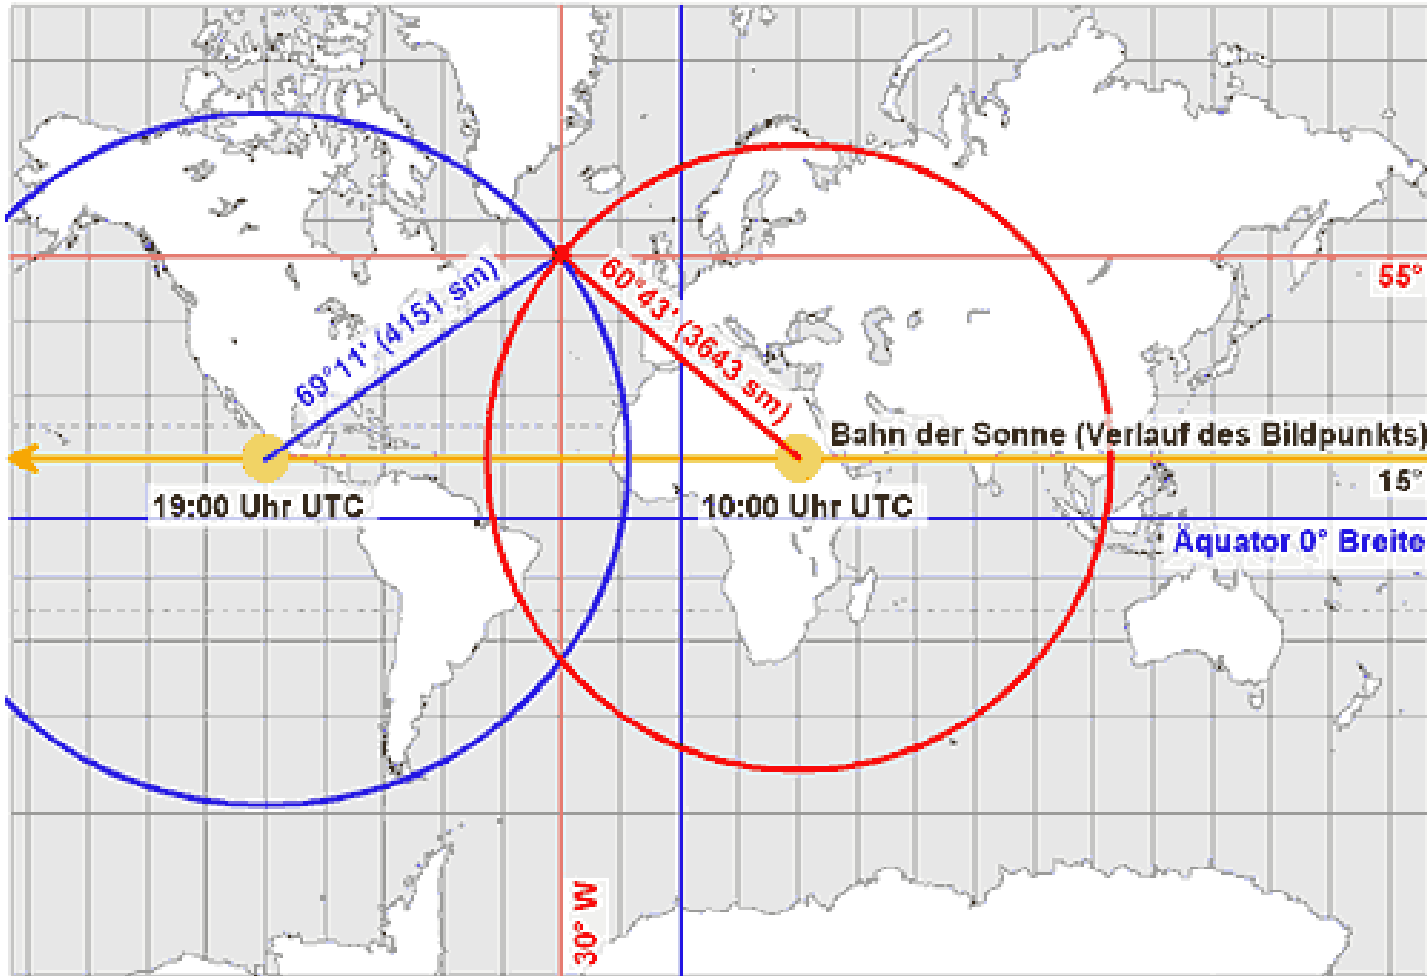 69°11' (4151 sm)
60°43' (3643 sm)
55°
Bahn der Sonne (Verlauf des Bildpunkts)
15°
19:00 Uhr UTC
10:00 Uhr UTC
Äquator 0° Breite
30° W